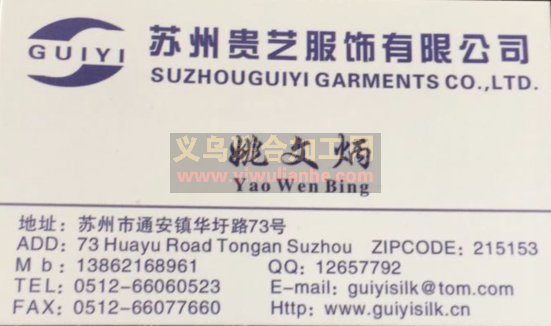 GUIYI
苏州贵艺服饰有限公司
SUZHOUGUIYI GARMENTS CO.,LTD.
姚文炳
义乌联合加工网
www.yiwulianhe.com
Yao Wen Bing
地址：苏州市通安镇华圩路73号
ADD: 73 Huayu Road Tongan Suzhou ZIPCODE: 215153
M b: 13862168961 QQ: 12657792
TEL: 0512-66060523 E-mail: guiyisilk@tom.com
FAX: 0512-66077660 Http: www.guiyisilk.cn